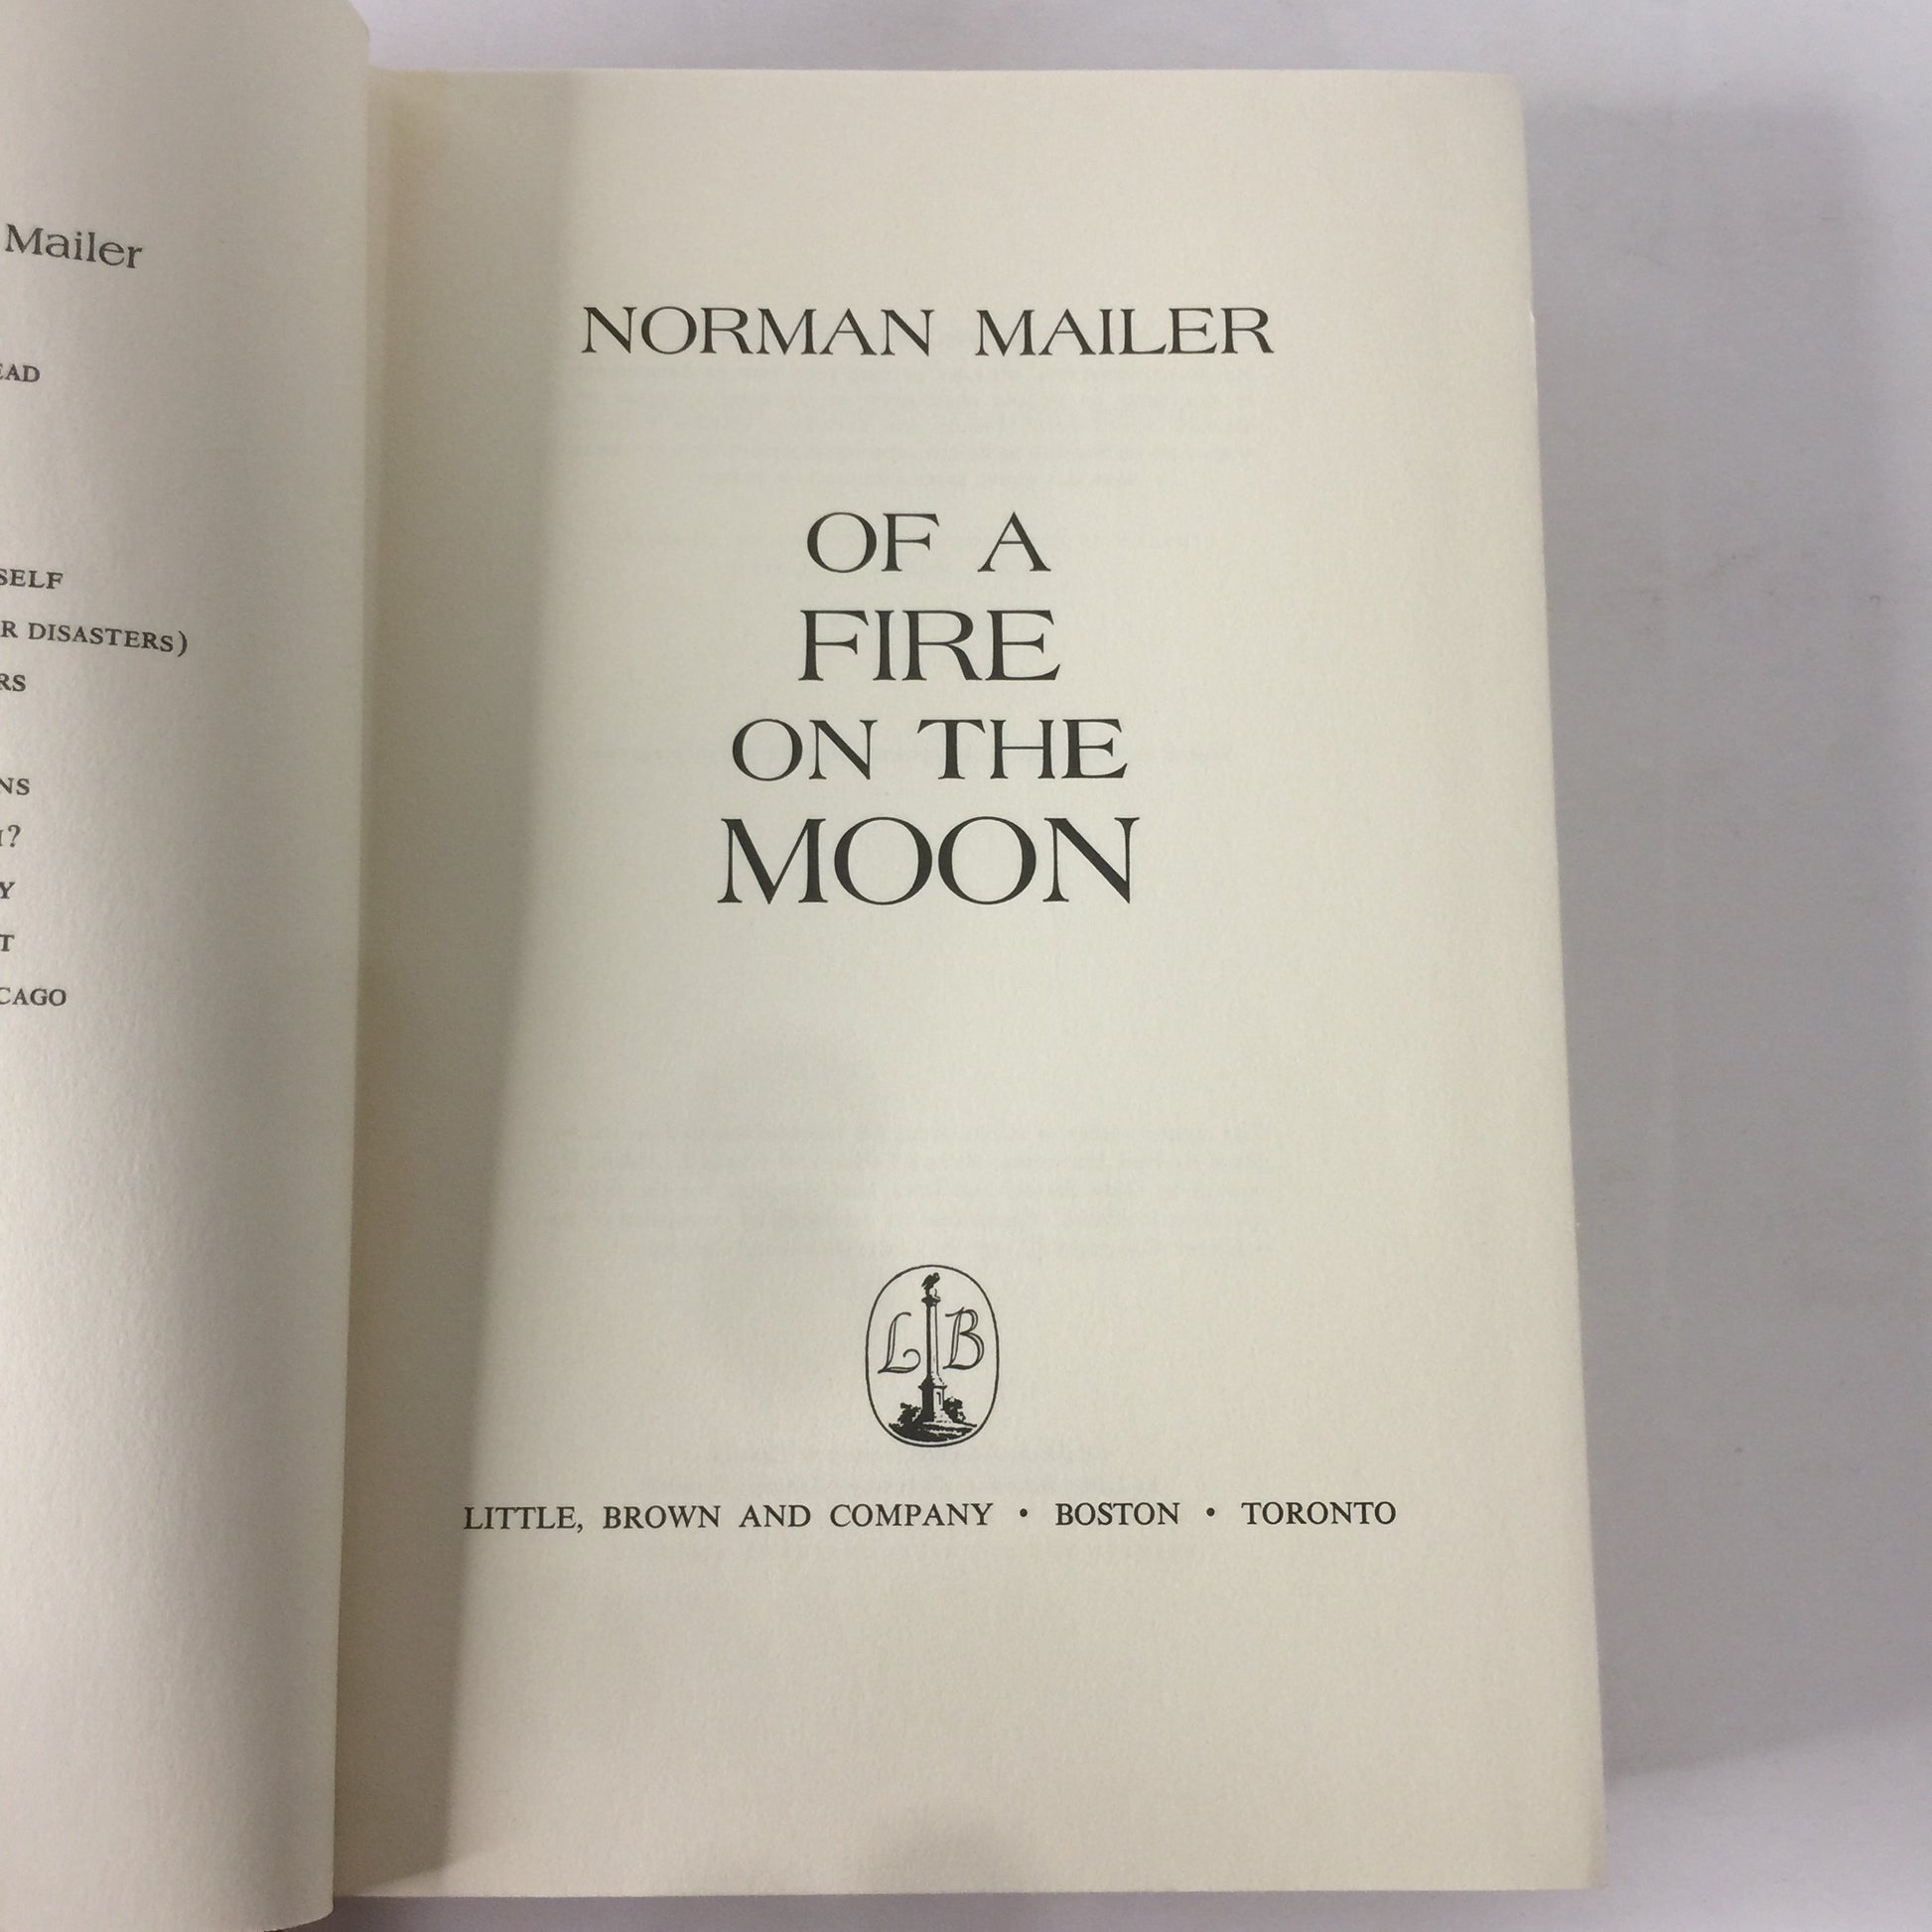 Mailer
EAD
SELF
R DISASTERS)
RS
NS
?
Y
T
CAGO
NORMAN MAILER
OF A
FIRE
ON THE
MOON
L B
LITTLE, BROWN AND COMPANY • BOSTON • TORONTO